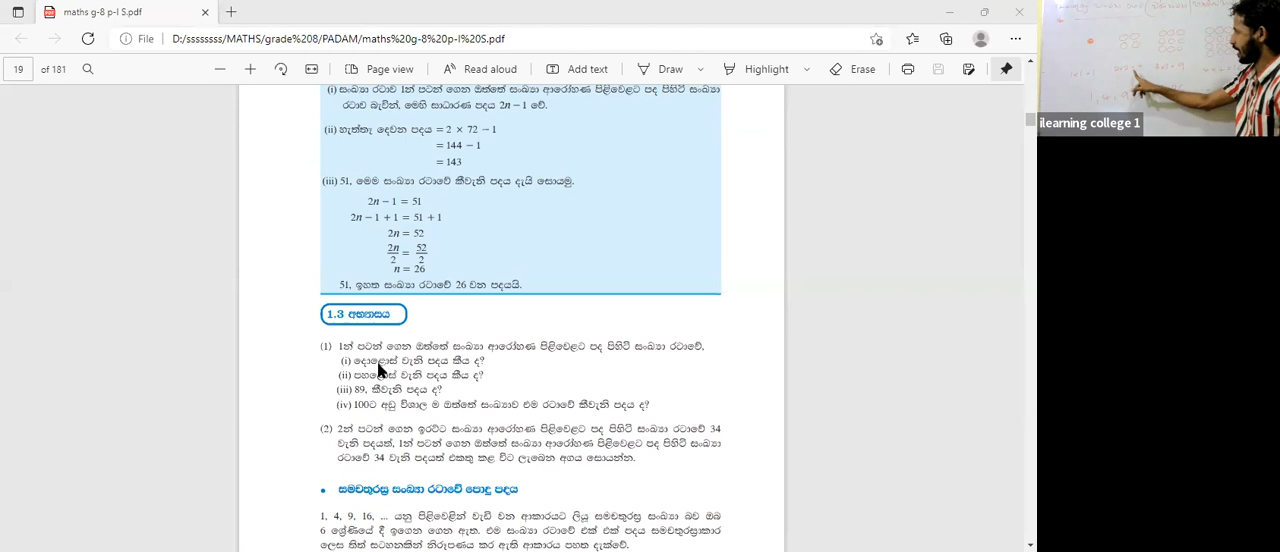 maths g-8 p-I S.pdf
File D:/ssssssss/MATHS/grade%208/PADAM/maths%20g-8%20p-I%20S.pdf
19 of 181 Read aloud Add text Draw Highlight Erase
(i) සංඛ්‍යා රටාව 1න් පටන් ගෙන ඔත්තේ සංඛ්‍යා ආරෝහණ පිළිවෙළට පද පිහිටි සංඛ්‍යා
රටාව බැවින්, මෙහි සාධාරණ පදය 2n − 1 වේ.
(ii) හැත්තෑ දෙවන පදය = 2 × 72 − 1
= 144 − 1
= 143
(iii) 51, මෙම සංඛ්‍යා රටාවේ කීවැනි පදය දැයි සොයමු.
2n − 1 = 51
2n − 1 + 1 = 51 + 1
2n = 52
2n/2 = 52/2
n = 26
51, ඉහත සංඛ්‍යා රටාවේ 26 වන පදයයි.
1.3 අභ්‍යාසය
(1) 1න් පටන් ගෙන ඔත්තේ සංඛ්‍යා ආරෝහණ පිළිවෙළට පද පිහිටි සංඛ්‍යා රටාවේ,
(i) දොළොස් වැනි පදය කීය ද?
(ii) පහළොස් වැනි පදය කීය ද?
(iii) 89, කීවැනි පදය ද?
(iv) 100ට අඩු විශාල ම ඔත්තේ සංඛ්‍යාව එම රටාවේ කීවැනි පදය ද?
(2) 2න් පටන් ගෙන ඉරට්ට සංඛ්‍යා ආරෝහණ පිළිවෙළට පද පිහිටි සංඛ්‍යා රටාවේ 34
වැනි පදයත්, 1න් පටන් ගෙන ඔත්තේ සංඛ්‍යා ආරෝහණ පිළිවෙළට පද පිහිටි සංඛ්‍යා
රටාවේ 34 වැනි පදයත් එකතු කළ විට ලැබෙන අගය සොයන්න.
• සමචතුරස්‍ර සංඛ්‍යා රටාවේ පොදු පදය
1, 4, 9, 16, ... යනු පිළිවෙළින් වැඩි වන ආකාරයට ලියූ සමචතුරස්‍ර සංඛ්‍යා බව ඔබ
6 ශ්‍රේණියේ දී ඉගෙන ගෙන ඇත. එම සංඛ්‍යා රටාවේ එක් එක් පදය සමචතුරස්‍රාකාර
ලෙස තිත් සටහනකින් නිරූපණය කර ඇති ආකාරය පහත දැක්වේ.
ilearning college 1